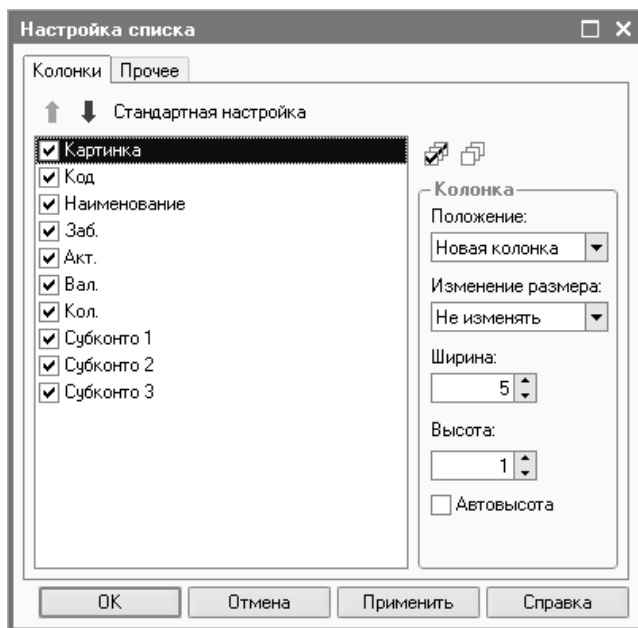 Настройка списка
Колонки Прочее
Стандартная настройка
Картинка
Код
Наименование
Заб.
Акт.
Вал.
Кол.
Субконто 1
Субконто 2
Субконто 3
Колонка
Положение:
Новая колонка
Изменение размера:
Не изменять
Ширина:
5
Высота:
1
Автовысота
OK Отмена Применить Справка